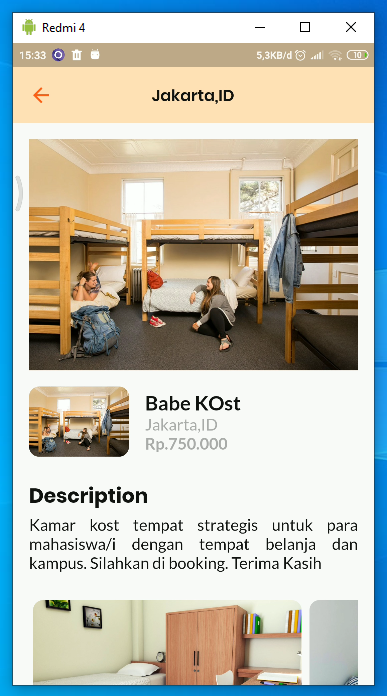 Redmi 4
15:33 5,3KB/d 10
Jakarta,ID
Babe KOst
Jakarta,ID
Rp.750.000
Description
Kamar kost tempat strategis untuk para
mahasiswa/i dengan tempat belanja dan
kampus. Silahkan di booking. Terima Kasih